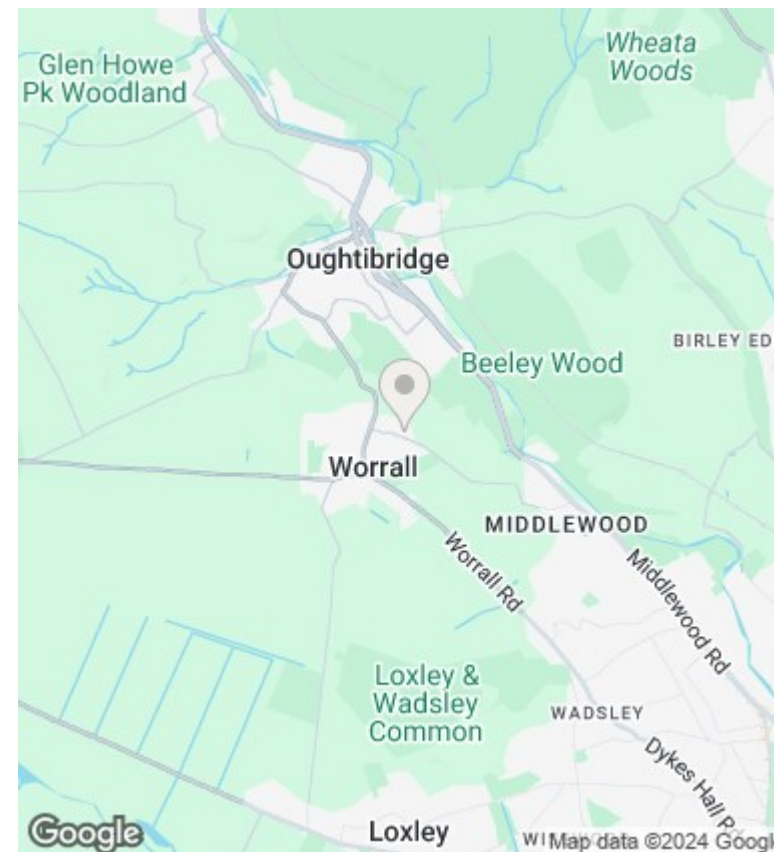 Glen Howe
Pk Woodland
Wheata
Woods
Oughtibridge
BIRLEY ED
Beeley Wood
Worrall
MIDDLEWOOD
Worrall Rd
Middlewood Rd
Loxley &
Wadsley
Common
WADSLEY
Dykes Hall R
Loxley
Google
Map data ©2024 Googl